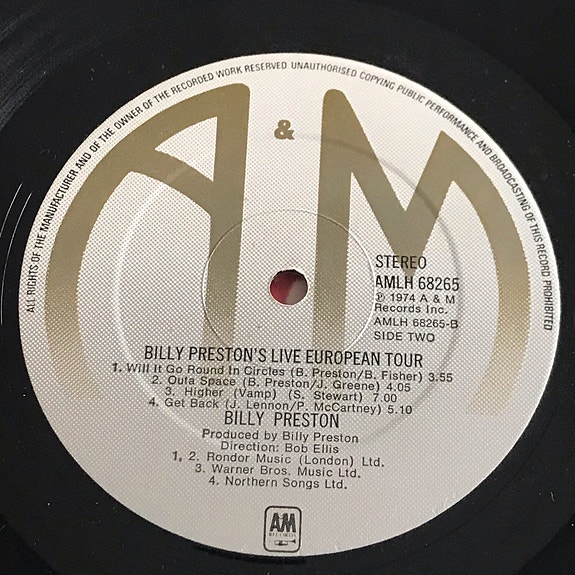 ALL RIGHTS OF THE MANUFACTURER AND OF THE OWNER OF THE RECORDED WORK RESERVED UNAUTHORISED COPYING PUBLIC PERFORMANCE AND BROADCASTING OF THIS RECORD PROHIBITED
A & M
STEREO
AMLH 68265
℗ 1974 A & M
Records Inc.
AMLH 68265-B
SIDE TWO
BILLY PRESTON'S LIVE EUROPEAN TOUR
1. Will It Go Round In Circles (B. Preston/B. Fisher) 3.55
2. Outa Space (B. Preston/J. Greene) 4.05
3. Higher (Vamp) (S. Stewart) 7.00
4. Get Back (J. Lennon/P. McCartney) 5.10
BILLY PRESTON
Produced by Billy Preston
Direction: Bob Ellis
1, 2. Rondor Music (London) Ltd.
3. Warner Bros. Music Ltd.
4. Northern Songs Ltd.
AM
RECORDS